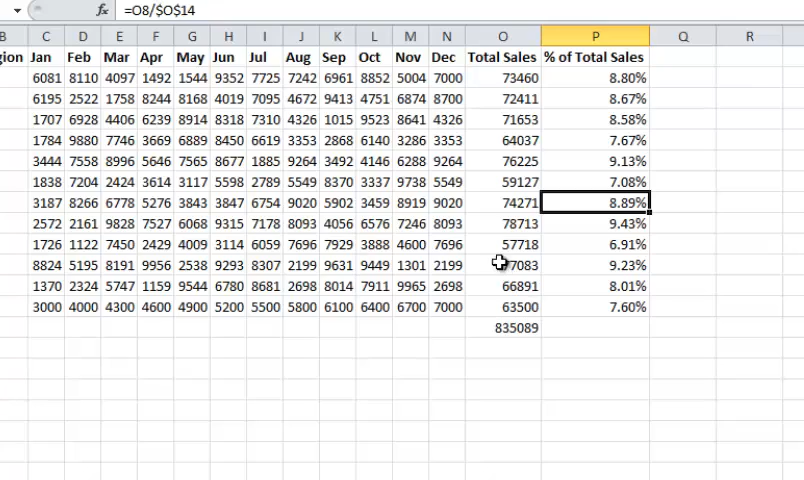 =O8/$O$14
B C D E F G H I J K L M N O P Q R
gion Jan Feb Mar Apr May Jun Jul Aug Sep Oct Nov Dec Total Sales % of Total Sales
6081 8110 4097 1492 1544 9352 7725 7242 6961 8852 5004 7000 73460 8.80%
6195 2522 1758 8244 8168 4019 7095 4672 9413 4751 6874 8700 72411 8.67%
1707 6928 4406 6239 8914 8318 7310 4326 1015 9523 8641 4326 71653 8.58%
1784 9880 7746 3669 6889 8450 6619 3353 2868 6140 3286 3353 64037 7.67%
3444 7558 8996 5646 7565 8677 1885 9264 3492 4146 6288 9264 76225 9.13%
1838 7204 2424 3614 3117 5598 2789 5549 8370 3337 9738 5549 59127 7.08%
3187 8266 6778 5276 3843 3847 6754 9020 5902 3459 8919 9020 74271 8.89%
2572 2161 9828 7527 6068 9315 7178 8093 4056 6576 7246 8093 78713 9.43%
1726 1122 7450 2429 4009 3114 6059 7696 7929 3888 4600 7696 57718 6.91%
8824 5195 8191 9956 2538 9293 8307 2199 9631 9449 1301 2199 77083 9.23%
1370 2324 5747 1159 9544 6780 8681 2698 8014 7911 9965 2698 66891 8.01%
3000 4000 4300 4600 4900 5200 5500 5800 6100 6400 6700 7000 63500 7.60%
835089